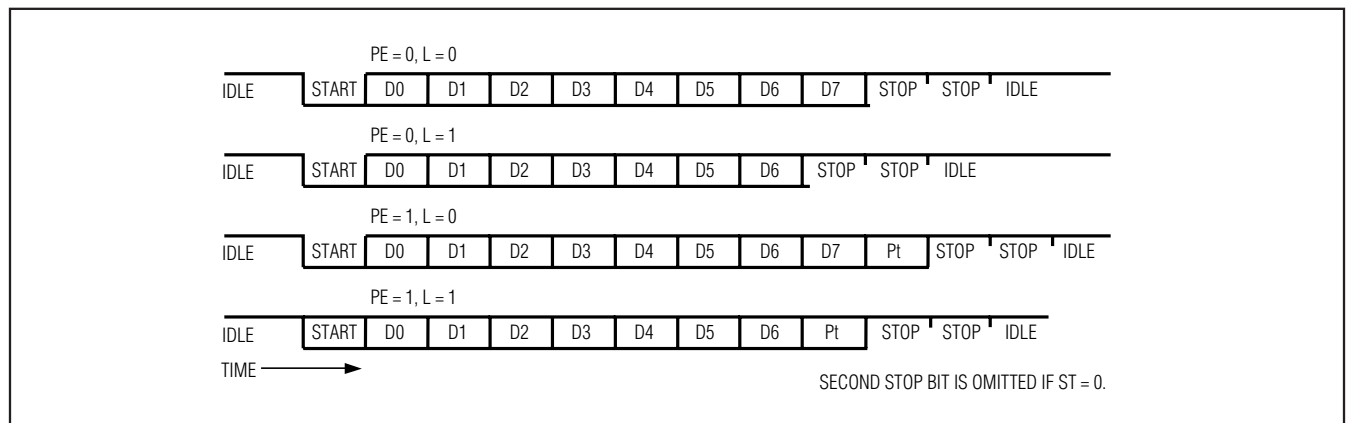 PE = 0, L = 0
IDLE START D0 D1 D2 D3 D4 D5 D6 D7 STOP STOP IDLE
PE = 0, L = 1
IDLE START D0 D1 D2 D3 D4 D5 D6 STOP STOP IDLE
PE = 1, L = 0
IDLE START D0 D1 D2 D3 D4 D5 D6 D7 Pt STOP STOP IDLE
PE = 1, L = 1
IDLE START D0 D1 D2 D3 D4 D5 D6 Pt STOP STOP IDLE
TIME
SECOND STOP BIT IS OMITTED IF ST = 0.